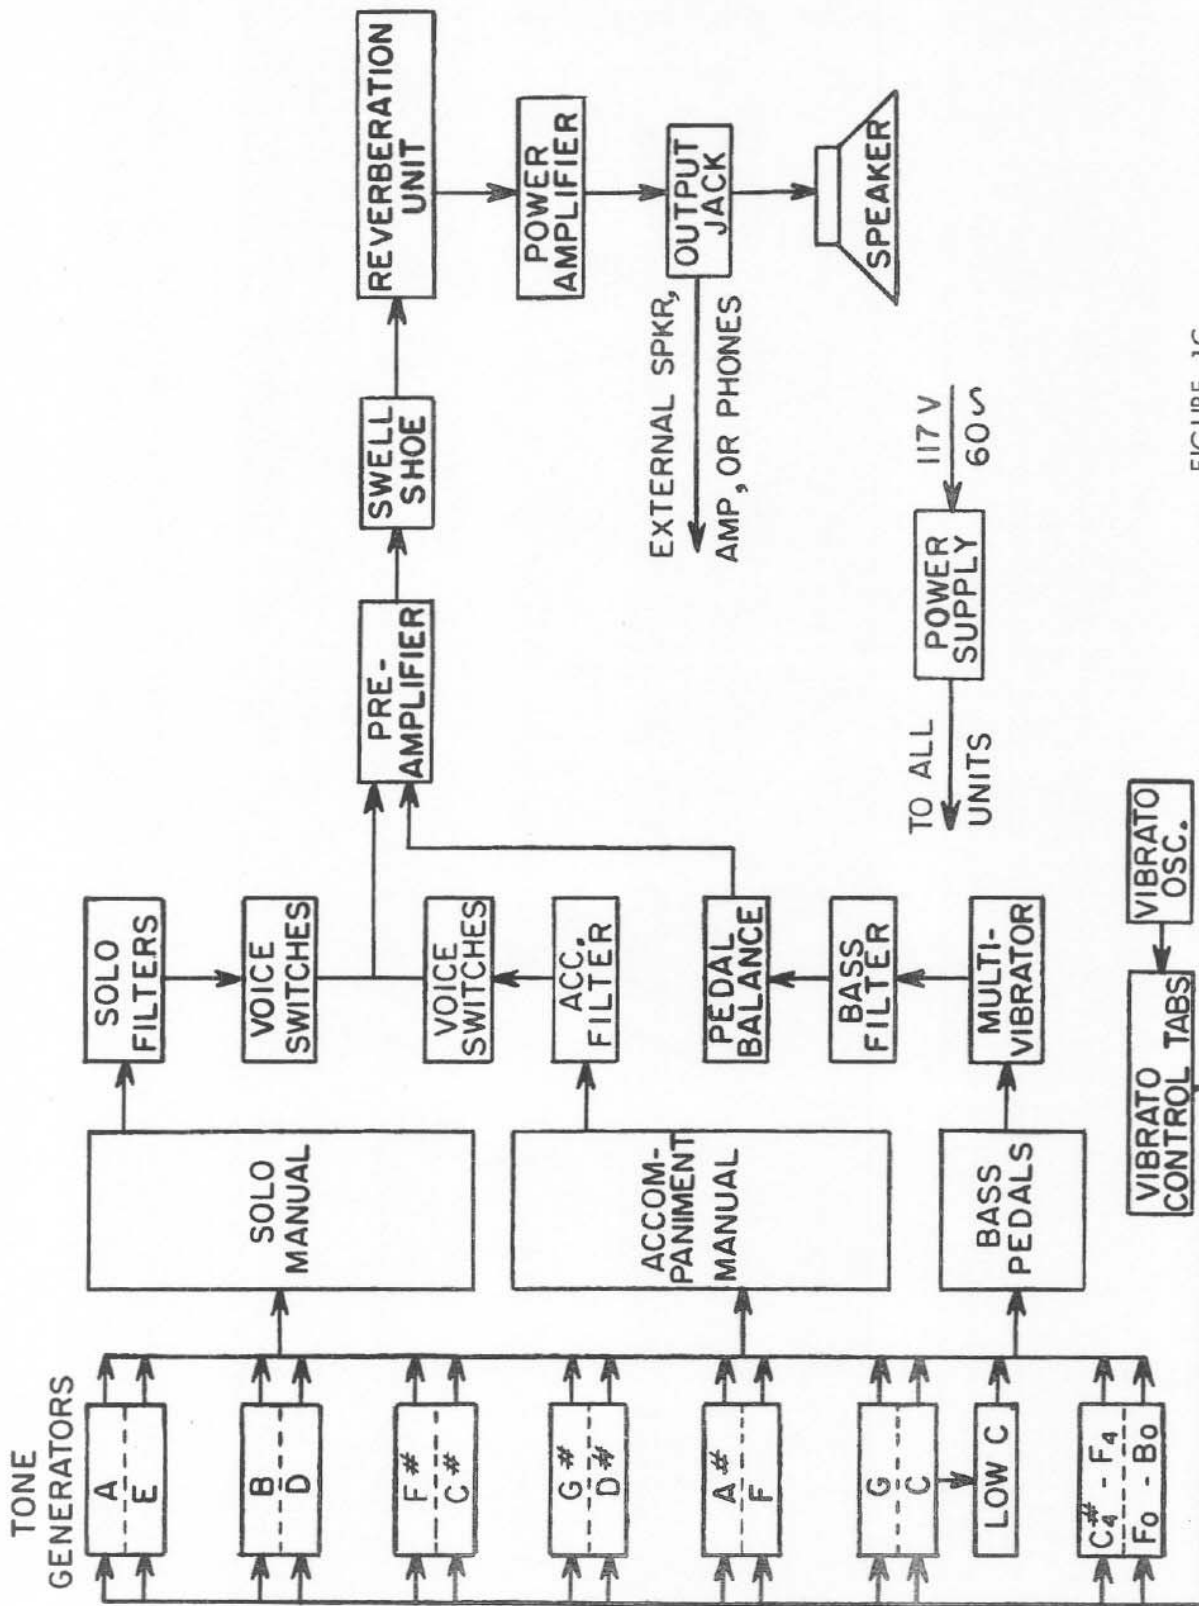 TONE
GENERATORS
A
E
B
D
F#
C#
G#
D#
A#
F
G
C
LOW C
C#4 - F4
F0 - B0
SOLO
MANUAL
ACCOM-
PANIMENT
MANUAL
BASS
PEDALS
SOLO
FILTERS
VOICE
SWITCHES
VOICE
SWITCHES
ACC.
FILTER
PEDAL
BALANCE
BASS
FILTER
MULTI-
VIBRATOR
VIBRATO
CONTROL TABS
VIBRATO
OSC.
PRE-
AMPLIFIER
SWELL
SHOE
REVERBERATION
UNIT
POWER
AMPLIFIER
OUTPUT
JACK
SPEAKER
EXTERNAL SPKR,
AMP, OR PHONES
TO ALL
UNITS
POWER
SUPPLY
117 V
60~
FIGURE